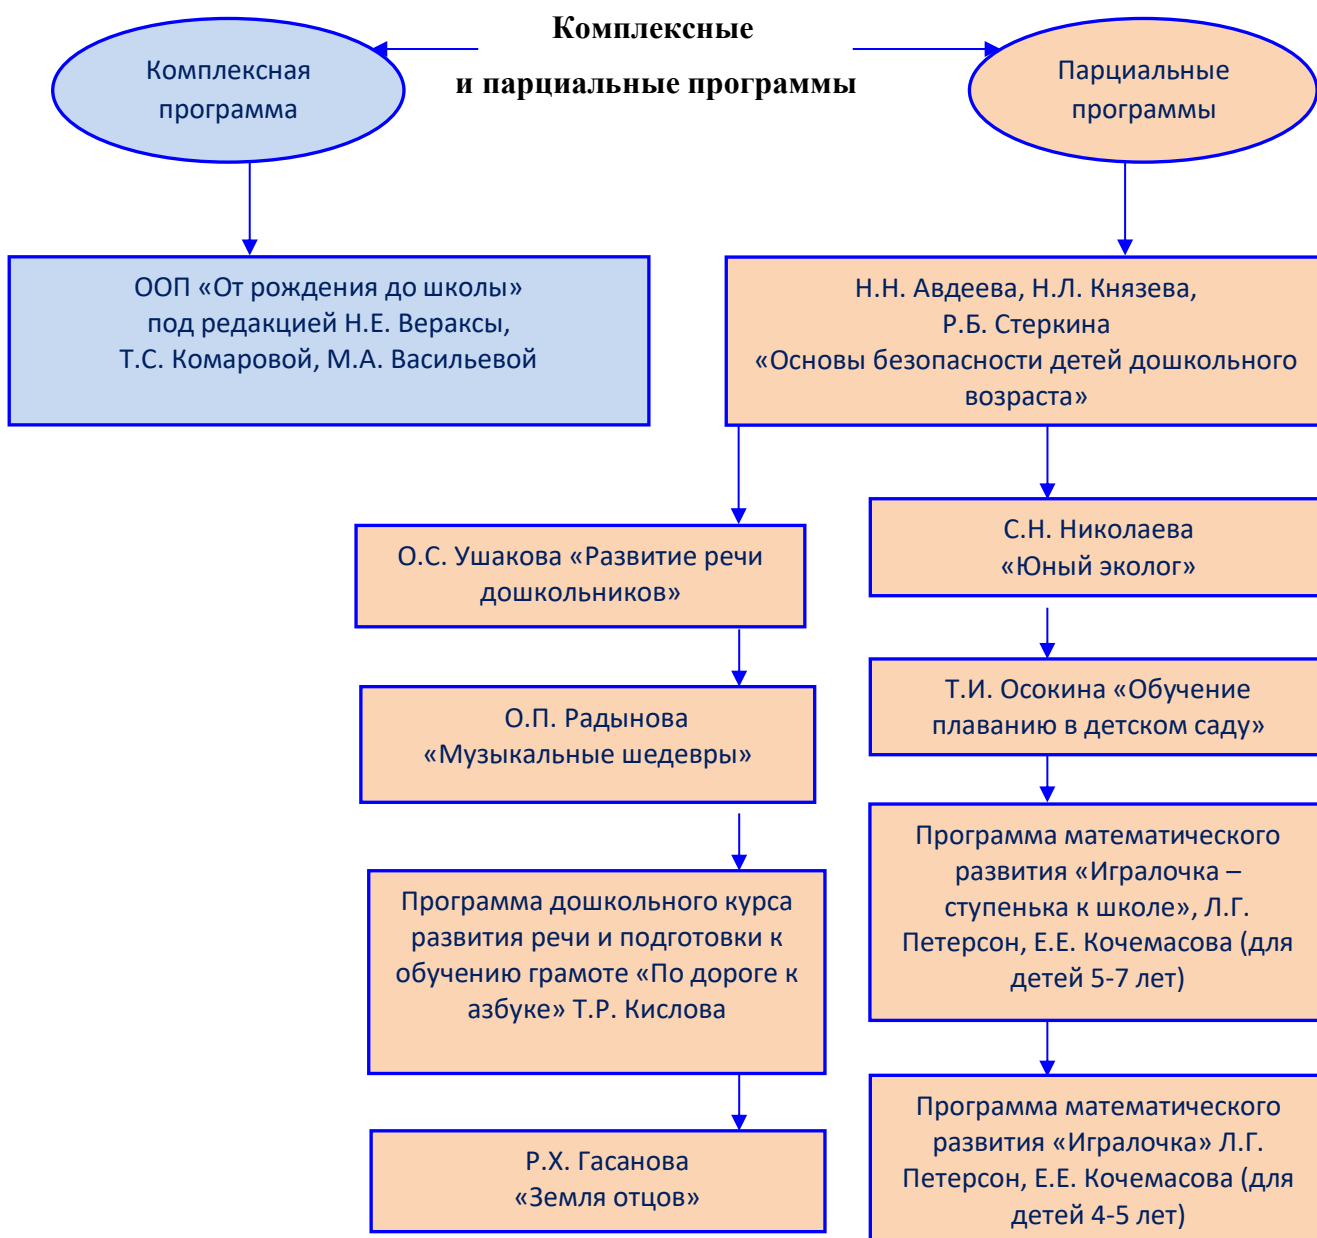 Комплексные
и парциальные программы
Комплексная
программа
Парциальные
программы
ООП «От рождения до школы»
под редакцией Н.Е. Вераксы,
Т.С. Комаровой, М.А. Васильевой
Н.Н. Авдеева, Н.Л. Князева,
Р.Б. Стеркина
«Основы безопасности детей дошкольного
возраста»
О.С. Ушакова «Развитие речи
дошкольников»
С.Н. Николаева
«Юный эколог»
О.П. Радынова
«Музыкальные шедевры»
Т.И. Осокина «Обучение
плаванию в детском саду»
Программа дошкольного курса
развития речи и подготовки к
обучению грамоте «По дороге к
азбуке» Т.Р. Кислова
Программа математического
развития «Игралочка –
ступенька к школе», Л.Г.
Петерсон, Е.Е. Кочемасова (для
детей 5-7 лет)
Р.Х. Гасанова
«Земля отцов»
Программа математического
развития «Игралочка» Л.Г.
Петерсон, Е.Е. Кочемасова (для
детей 4-5 лет)